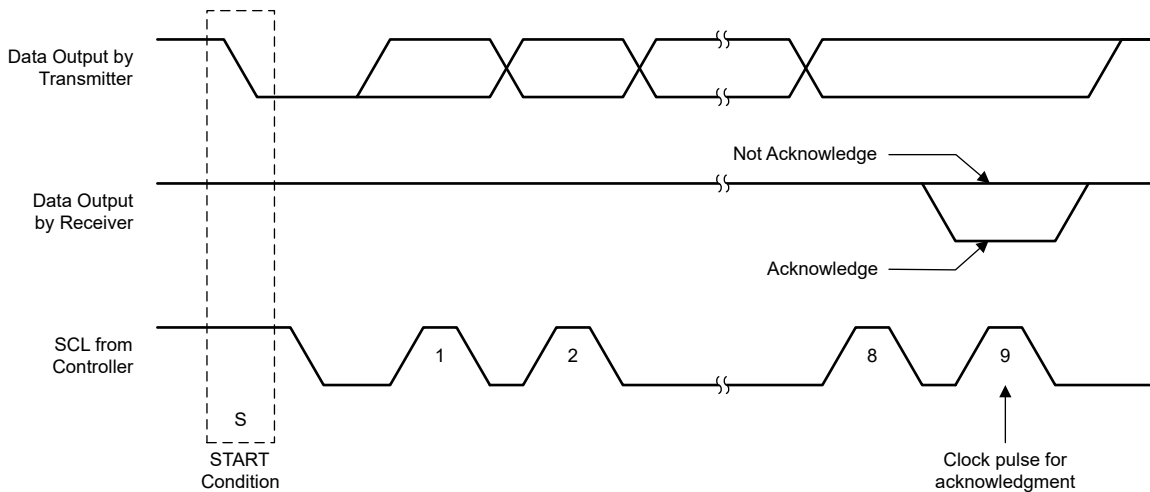 Data Output by
Transmitter
Not Acknowledge
Data Output
by Receiver
Acknowledge
SCL from
Controller
1
2
8
9
S
START
Condition
Clock pulse for
acknowledgment